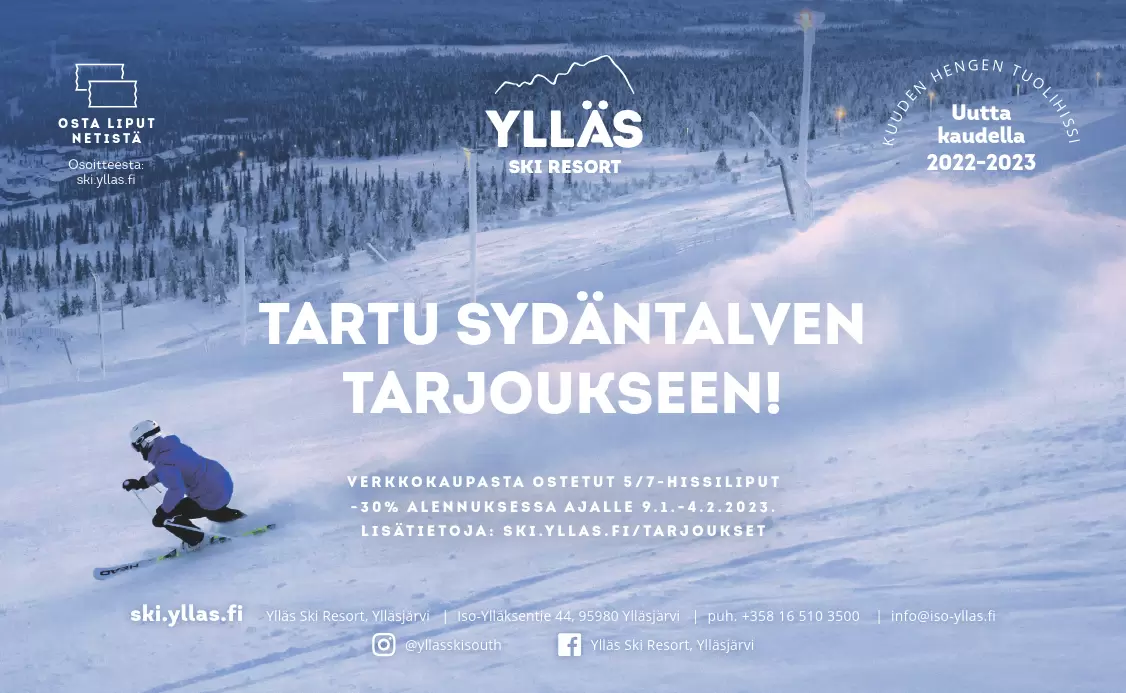 OSTA LIPUT
NETISTÄ
Osoitteesta:
ski.yllas.fi
YLLÄS
SKI RESORT
KUUDEN HENGEN TUOLIHISSI
Uutta
kaudella
2022-2023
TARTU SYDÄNTALVEN
TARJOUKSEEN!
VERKKOKAUPASTA OSTETUT 5/7-HISSILIPUT
-30% ALENNUKSESSA AJALLE 9.1.-4.2.2023.
LISÄTIETOJA: SKI.YLLAS.FI/TARJOUKSET
HEAD
ski.yllas.fi Ylläs Ski Resort, Ylläsjärvi | Iso-Ylläksentie 44, 95980 Ylläsjärvi | puh. +358 16 510 3500 | info@iso-yllas.fi
@yllasskisouth Ylläs Ski Resort, Ylläsjärvi